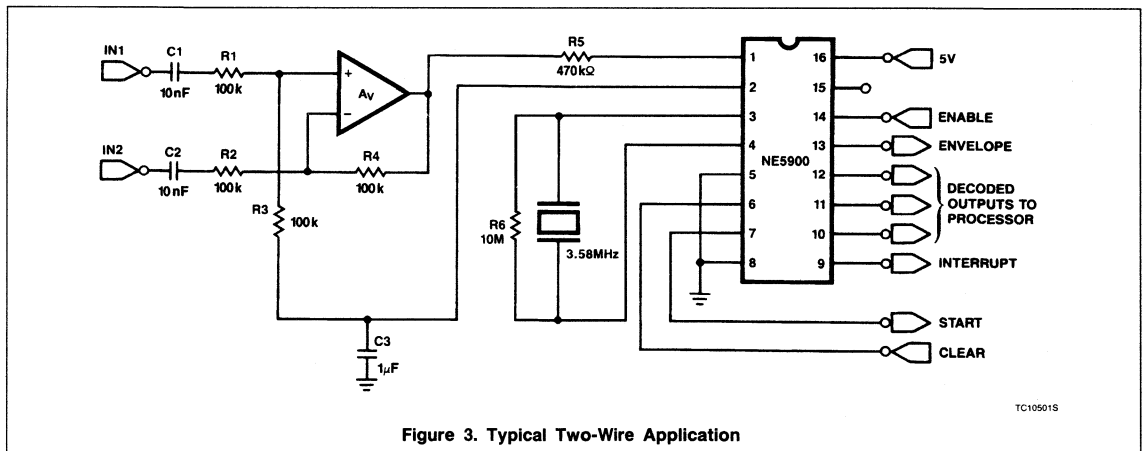 IN1
C1
10nF
R1
100k
+
AV
−
R5
470kΩ
IN2
C2
10nF
R2
100k
R4
100k
R3
100k
C3
1μF
R6
10M
3.58MHz
NE5900
1
2
3
4
5
6
7
8
16
15
14
13
12
11
10
9
5V
ENABLE
ENVELOPE
DECODED
OUTPUTS TO
PROCESSOR
INTERRUPT
START
CLEAR
TC10501S
Figure 3. Typical Two-Wire Application